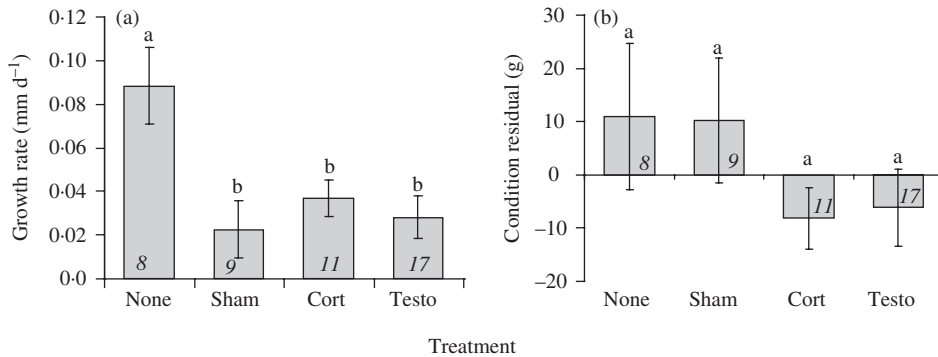 (a)
Growth rate (mm d⁻¹)
0·12
0·10
0·08
0·06
0·04
0·02
0·0
a
b
b
b
8
9
11
17
None Sham Cort Testo
(b)
Condition residual (g)
30
20
10
0
−10
−20
a
a
a
a
8
9
11
17
None Sham Cort Testo
Treatment